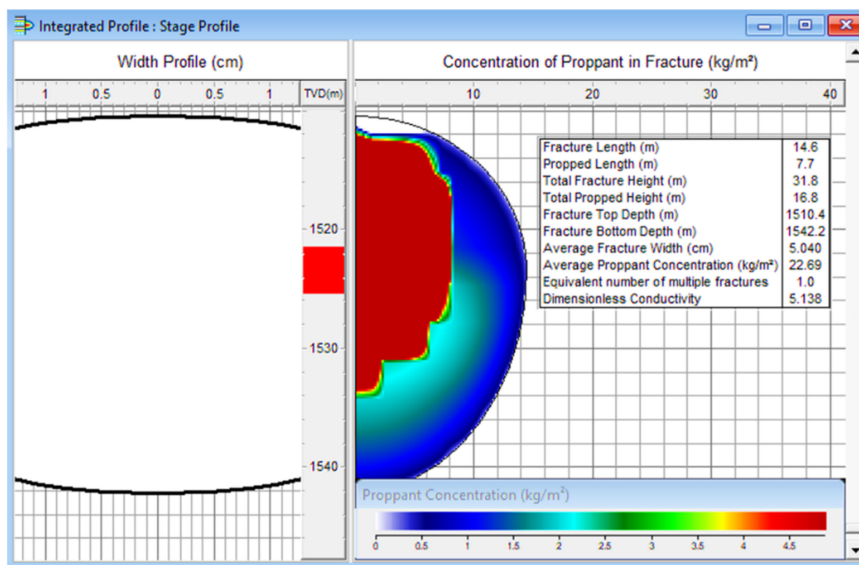 Integrated Profile : Stage Profile
Width Profile (cm)
Concentration of Proppant in Fracture (kg/m²)
1 0.5 0 0.5 1 TVD(m) 10 20 30 40
Fracture Length (m) 14.6
Propped Length (m) 7.7
Total Fracture Height (m) 31.8
Total Propped Height (m) 16.8
Fracture Top Depth (m) 1510.4
Fracture Bottom Depth (m) 1542.2
Average Fracture Width (cm) 5.040
Average Proppant Concentration (kg/m²) 22.69
Equivalent number of multiple fractures 1.0
Dimensionless Conductivity 5.138
1520
1530
1540
Proppant Concentration (kg/m²)
0 0.5 1 1.5 2 2.5 3 3.5 4 4.5